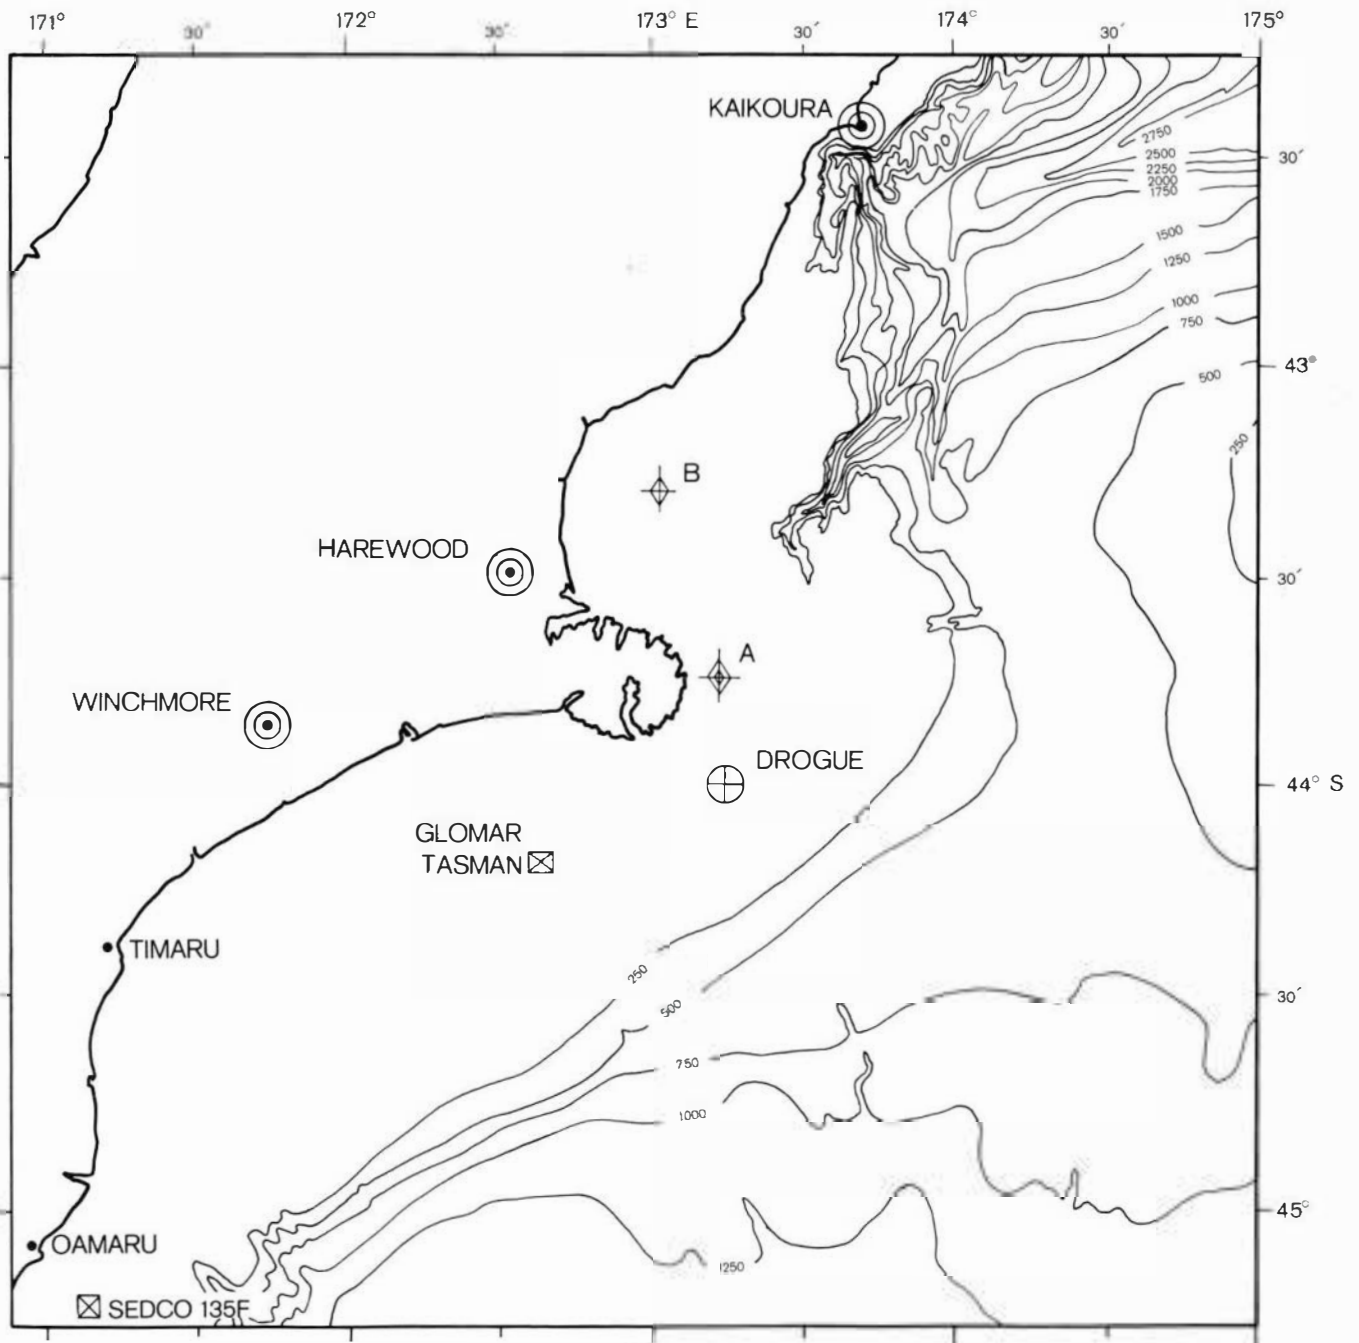 171° 172° 173° E 174° 175°
30′ 30′ 30′ 30′
KAIKOURA
2750
2500
2250
2000
1750
30′
1500
1250
1000
750
43°
500
250
B
HAREWOOD
30′
A
WINCHMORE
DROGUE
44° S
GLOMAR
TASMAN
TIMARU
250
30′
500
750
1000
45°
OAMARU
1250
SEDCO 135F